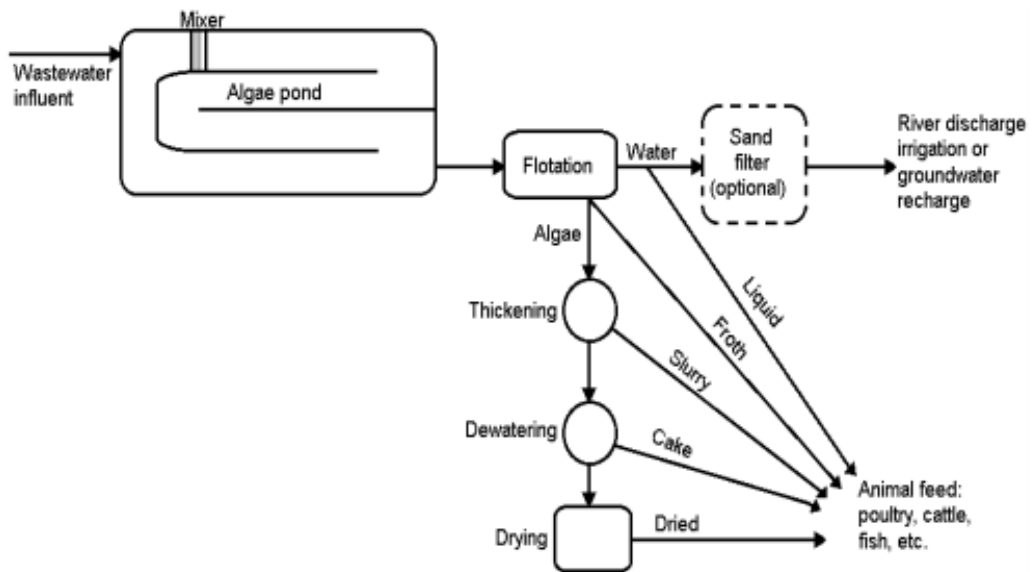 Mixer
Wastewater
influent
Algae pond
Flotation
Water
Sand
filter
(optional)
River discharge
irrigation or
groundwater
recharge
Algae
Thickening
Liquid
Froth
Slurry
Dewatering
Cake
Animal feed:
poultry, cattle,
fish, etc.
Drying
Dried